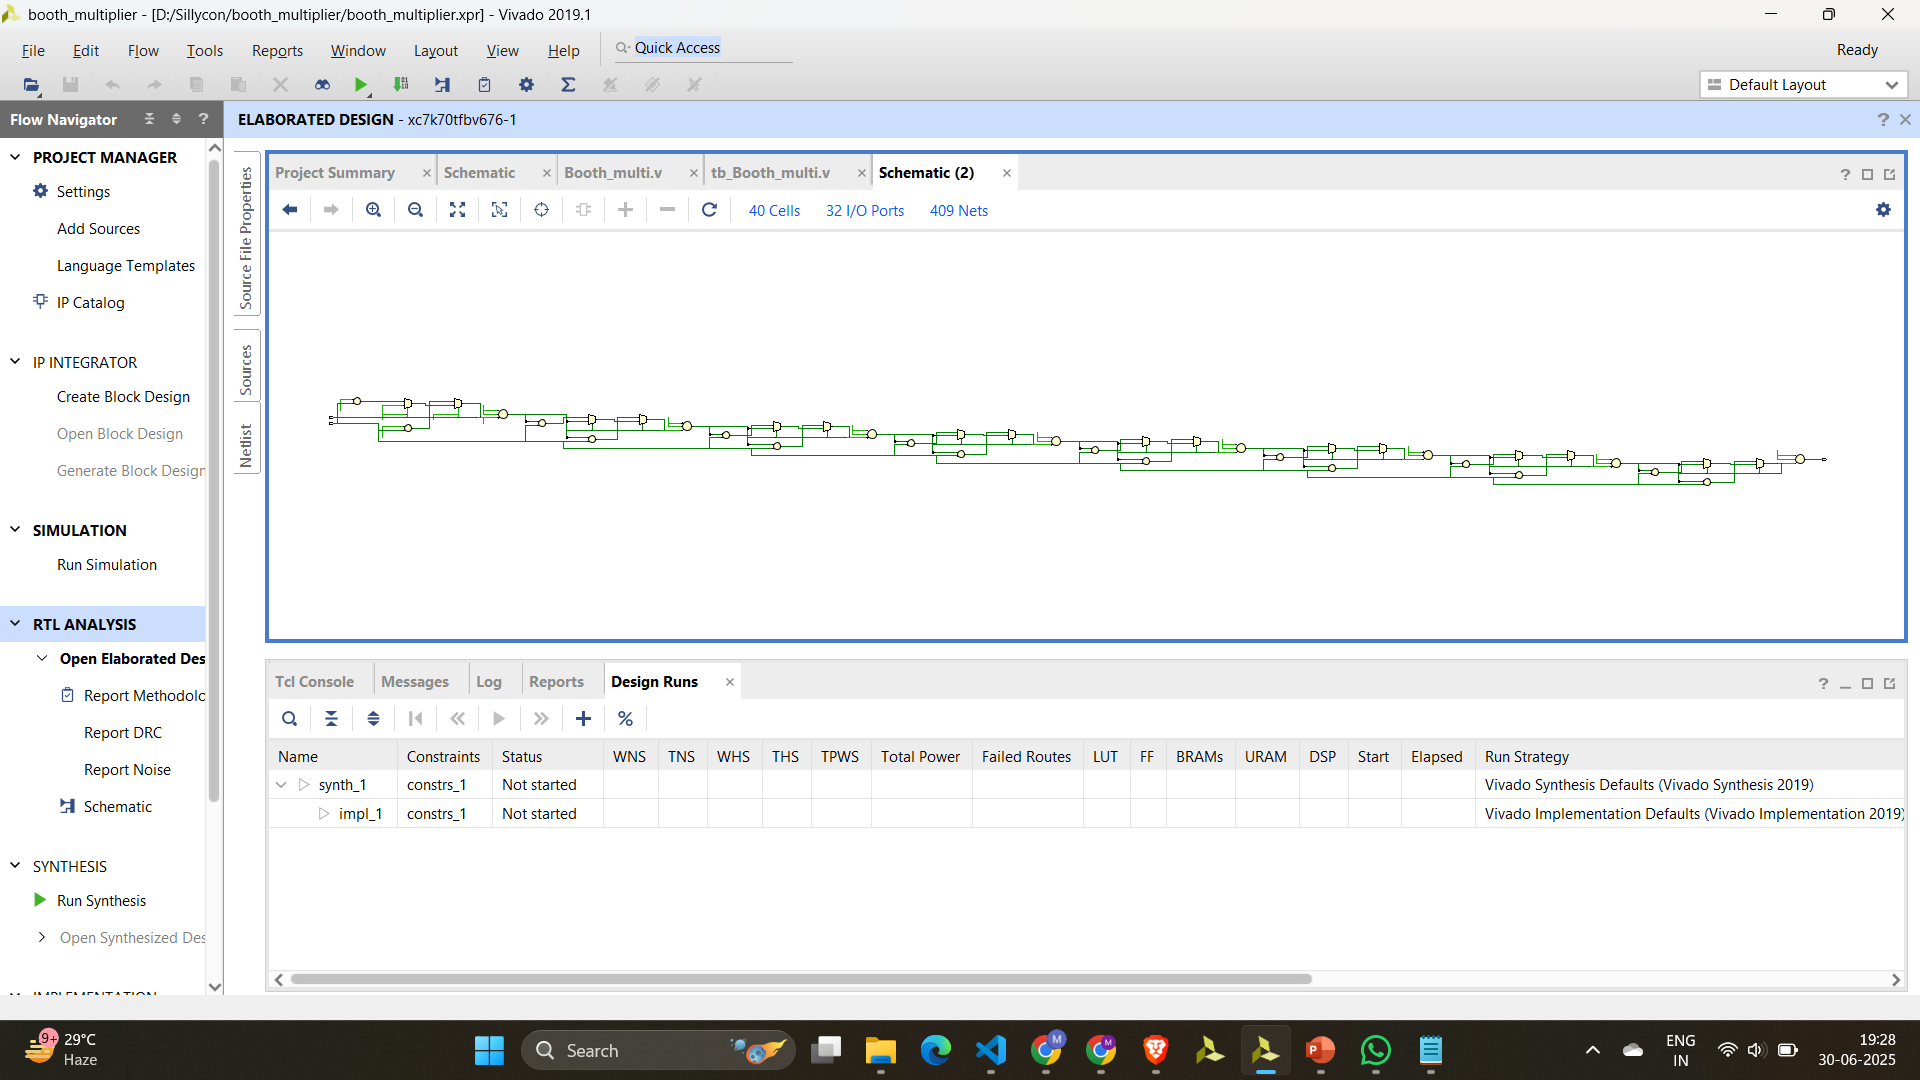 booth_multiplier - [D:/Sillycon/booth_multiplier/booth_multiplier.xpr] - Vivado 2019.1
File Edit Flow Tools Reports Window Layout View Help Quick Access Ready
Default Layout
Flow Navigator
ELABORATED DESIGN - xc7k70tfbv676-1
PROJECT MANAGER
Settings
Add Sources
Language Templates
IP Catalog
IP INTEGRATOR
Create Block Design
Open Block Design
Generate Block Design
SIMULATION
Run Simulation
RTL ANALYSIS
Open Elaborated Des
Report Methodolo
Report DRC
Report Noise
Schematic
SYNTHESIS
Run Synthesis
Open Synthesized Des
IMPLEMENTATION
Source File Properties
Sources
Netlist
Project Summary Schematic Booth_multi.v tb_Booth_multi.v Schematic (2)
40 Cells 32 I/O Ports 409 Nets
Tcl Console Messages Log Reports Design Runs
Name Constraints Status WNS TNS WHS THS TPWS Total Power Failed Routes LUT FF BRAMs URAM DSP Start Elapsed Run Strategy
synth_1 constrs_1 Not started Vivado Synthesis Defaults (Vivado Synthesis 2019)
impl_1 constrs_1 Not started Vivado Implementation Defaults (Vivado Implementation 2019)
9+ 29°C
Haze
Search
M
M
P
ENG
IN
19:28
30-06-2025